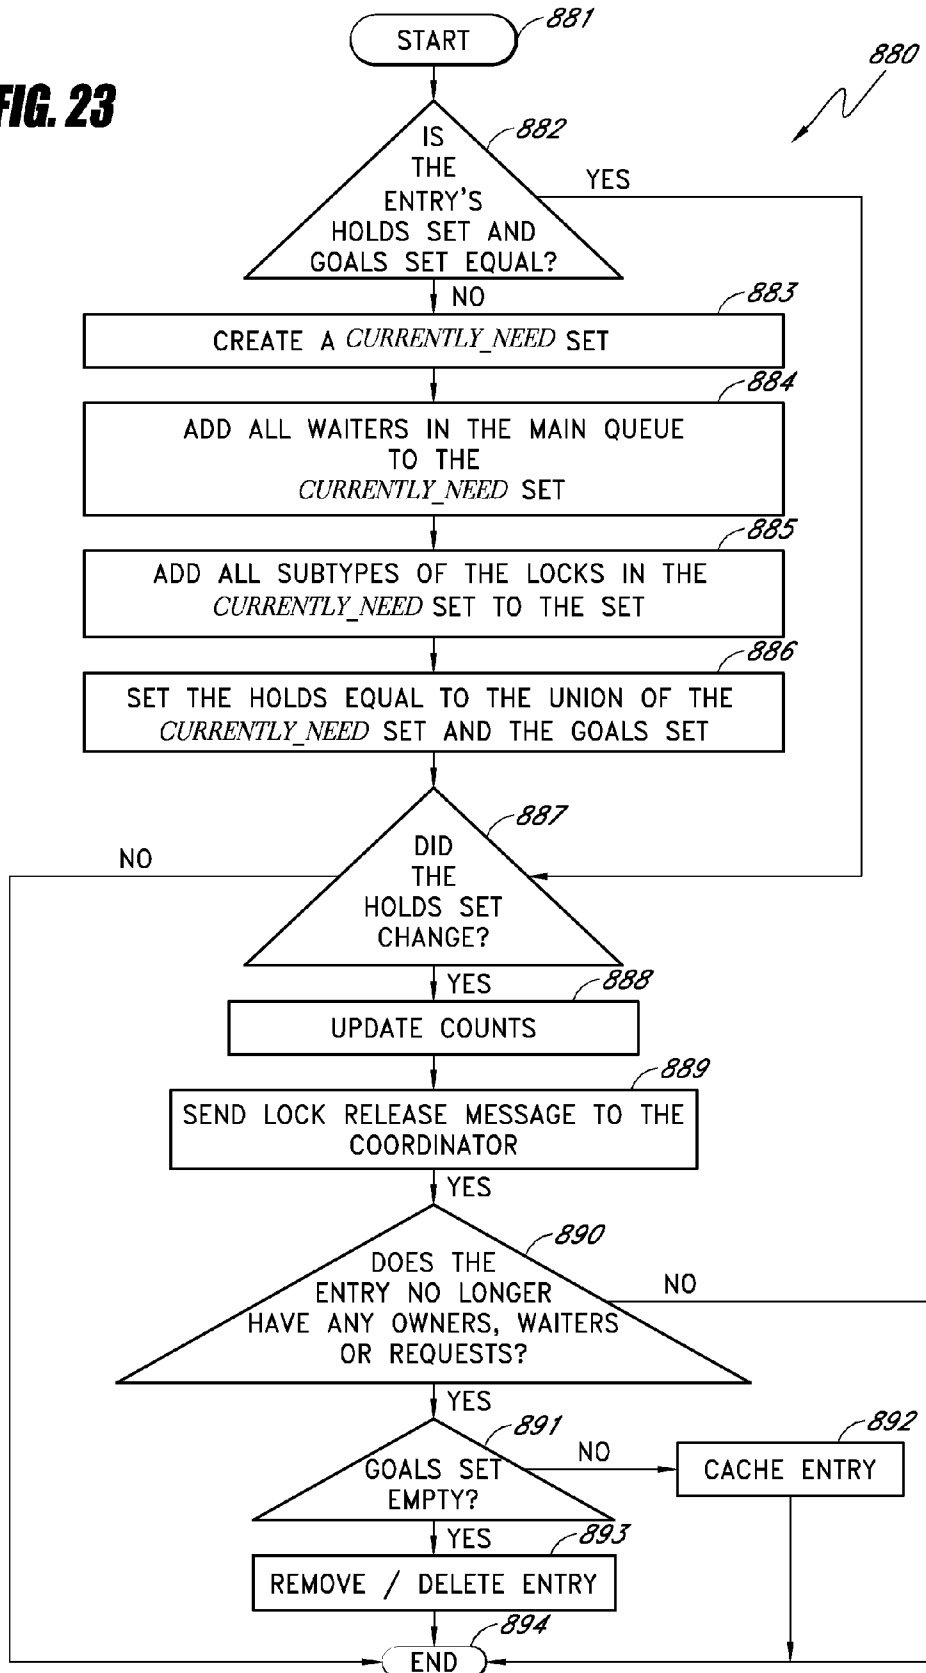 START
881
880
FIG. 23
882
IS
THE
ENTRY'S
HOLDS SET AND
GOALS SET EQUAL?
YES
NO
883
CREATE A CURRENTLY_NEED SET
884
ADD ALL WAITERS IN THE MAIN QUEUE
TO THE
CURRENTLY_NEED SET
885
ADD ALL SUBTYPES OF THE LOCKS IN THE
CURRENTLY_NEED SET TO THE SET
886
SET THE HOLDS EQUAL TO THE UNION OF THE
CURRENTLY_NEED SET AND THE GOALS SET
887
DID
THE
HOLDS SET
CHANGE?
NO
YES
888
UPDATE COUNTS
889
SEND LOCK RELEASE MESSAGE TO THE
COORDINATOR
YES
890
DOES THE
ENTRY NO LONGER
HAVE ANY OWNERS, WAITERS
OR REQUESTS?
NO
YES
891
GOALS SET
EMPTY?
NO
892
CACHE ENTRY
YES
893
REMOVE / DELETE ENTRY
894
END